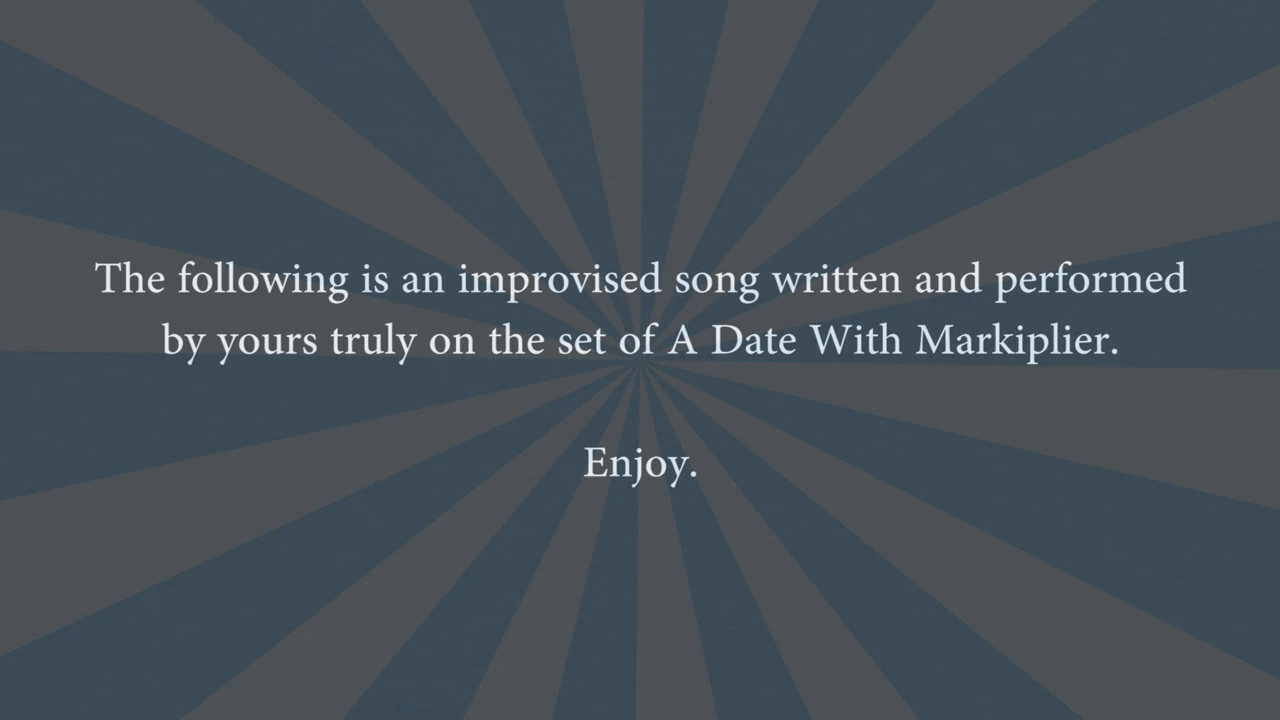 The following is an improvised song written and performed
by yours truly on the set of A Date With Markiplier.
Enjoy.